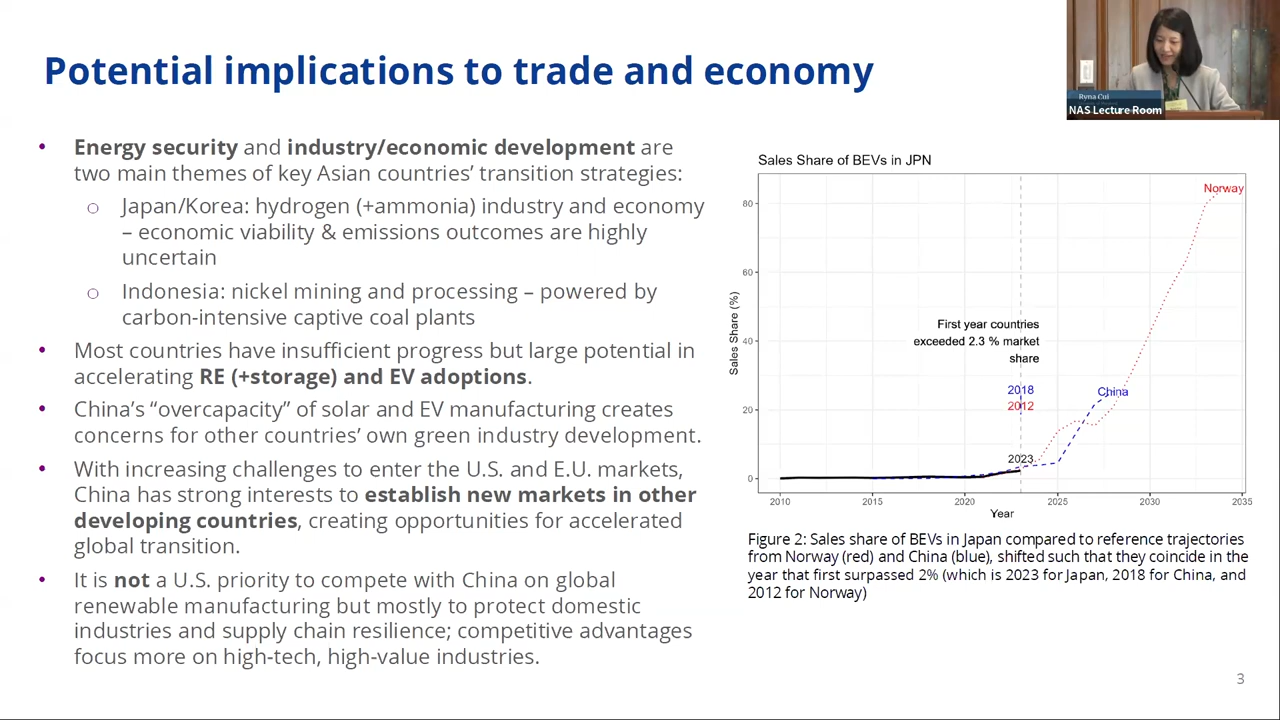 Potential implications to trade and economy
Ryna Cui
NAS Lecture Room
• Energy security and industry/economic development are
two main themes of key Asian countries’ transition strategies:
○ Japan/Korea: hydrogen (+ammonia) industry and economy
– economic viability & emissions outcomes are highly
uncertain
○ Indonesia: nickel mining and processing – powered by
carbon-intensive captive coal plants
• Most countries have insufficient progress but large potential in
accelerating RE (+storage) and EV adoptions.
• China’s “overcapacity” of solar and EV manufacturing creates
concerns for other countries’ own green industry development.
• With increasing challenges to enter the U.S. and E.U. markets,
China has strong interests to establish new markets in other
developing countries, creating opportunities for accelerated
global transition.
• It is not a U.S. priority to compete with China on global
renewable manufacturing but mostly to protect domestic
industries and supply chain resilience; competitive advantages
focus more on high-tech, high-value industries.
Sales Share of BEVs in JPN
Norway
80
60
Sales Share (%)
First year countries
exceeded 2.3 % market
share
40
2018
China
2012
20
2023
0
2010 2015 2020 2025 2030 2035
Year
Figure 2: Sales share of BEVs in Japan compared to reference trajectories
from Norway (red) and China (blue), shifted such that they coincide in the
year that first surpassed 2% (which is 2023 for Japan, 2018 for China, and
2012 for Norway)
3